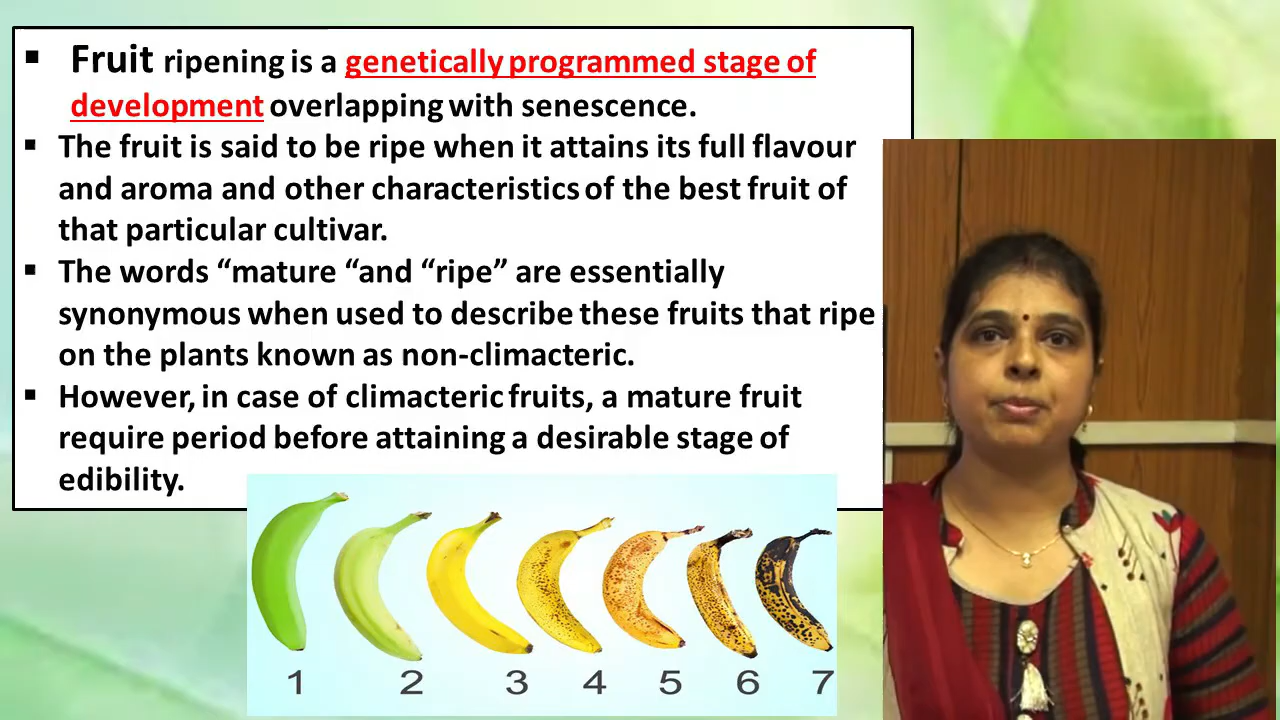 ▪ Fruit ripening is a genetically programmed stage of
development overlapping with senescence.
▪ The fruit is said to be ripe when it attains its full flavour
and aroma and other characteristics of the best fruit of
that particular cultivar.
▪ The words “mature “and “ripe” are essentially
synonymous when used to describe these fruits that ripe
on the plants known as non-climacteric.
▪ However, in case of climacteric fruits, a mature fruit
require period before attaining a desirable stage of
edibility.
1 2 3 4 5 6 7